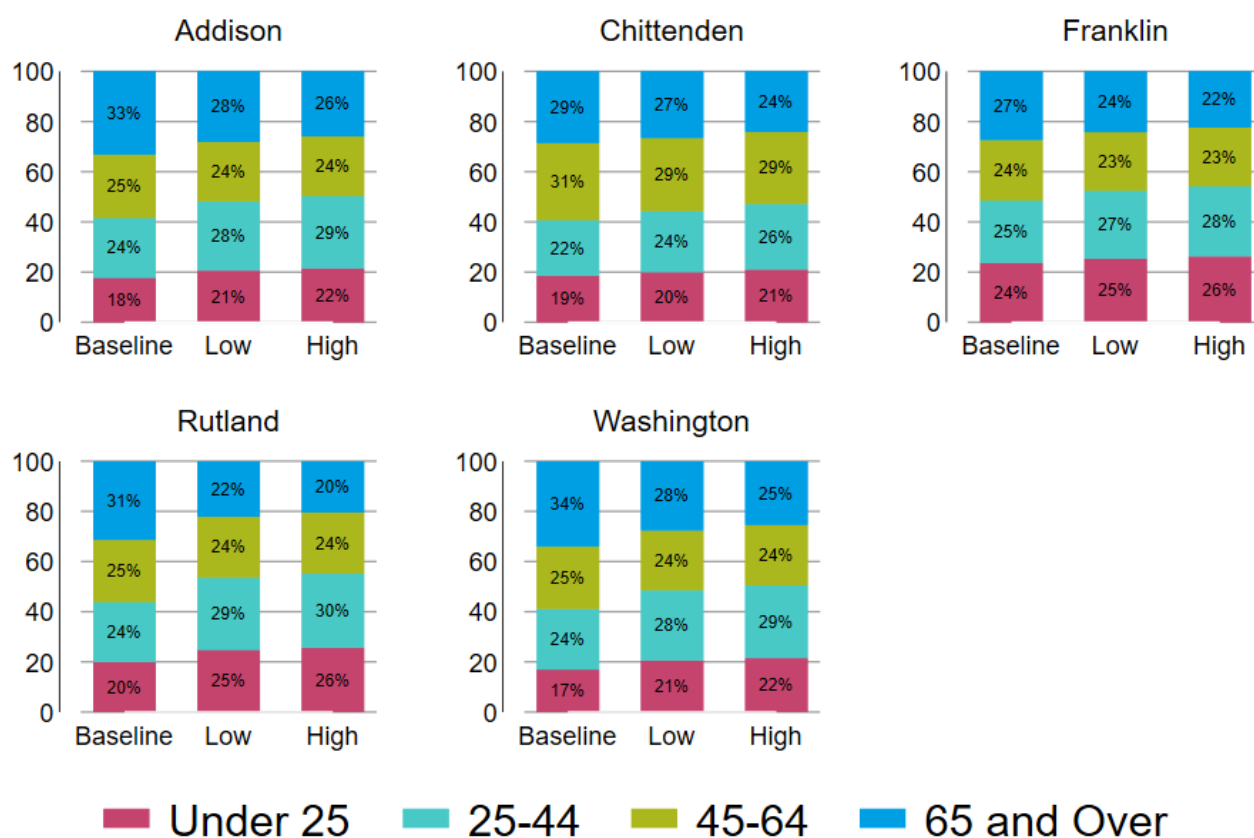 Addison Chittenden Franklin
100 100 100
33% 28% 26% 29% 27% 24% 27% 24% 22%
80 80 80
25% 24% 24% 31% 29% 29% 24% 23% 23%
60 60 60
40 40 40
24% 28% 29% 22% 24% 26% 25% 27% 28%
20 20 20
18% 21% 22% 19% 20% 21% 24% 25% 26%
0 0 0
Baseline Low High Baseline Low High Baseline Low High
Rutland Washington
100 100
31% 22% 20% 34% 28% 25%
80 80
25% 24% 24% 25% 24% 24%
60 60
40 40
24% 29% 30% 24% 28% 29%
20 20
20% 25% 26% 17% 21% 22%
0 0
Baseline Low High Baseline Low High
Under 25 25-44 45-64 65 and Over